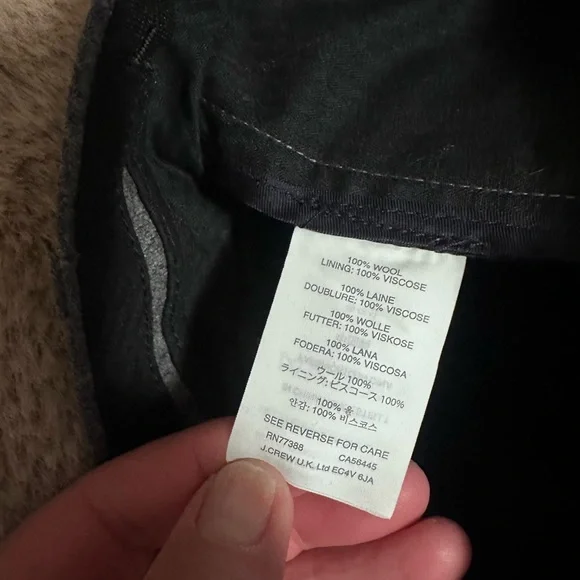 100% WOOL
LINING: 100% VISCOSE
100% LAINE
DOUBLURE: 100% VISCOSE
100% WOLLE
FUTTER: 100% VISKOSE
100% LANA
FODERA: 100% VISCOSA
ウール 100%
ライニング: ビスコース 100%
100% 울
안감: 100% 비스코스
SEE REVERSE FOR CARE
RN77388 CA56445
J.CREW U.K. Ltd EC4V 6JA